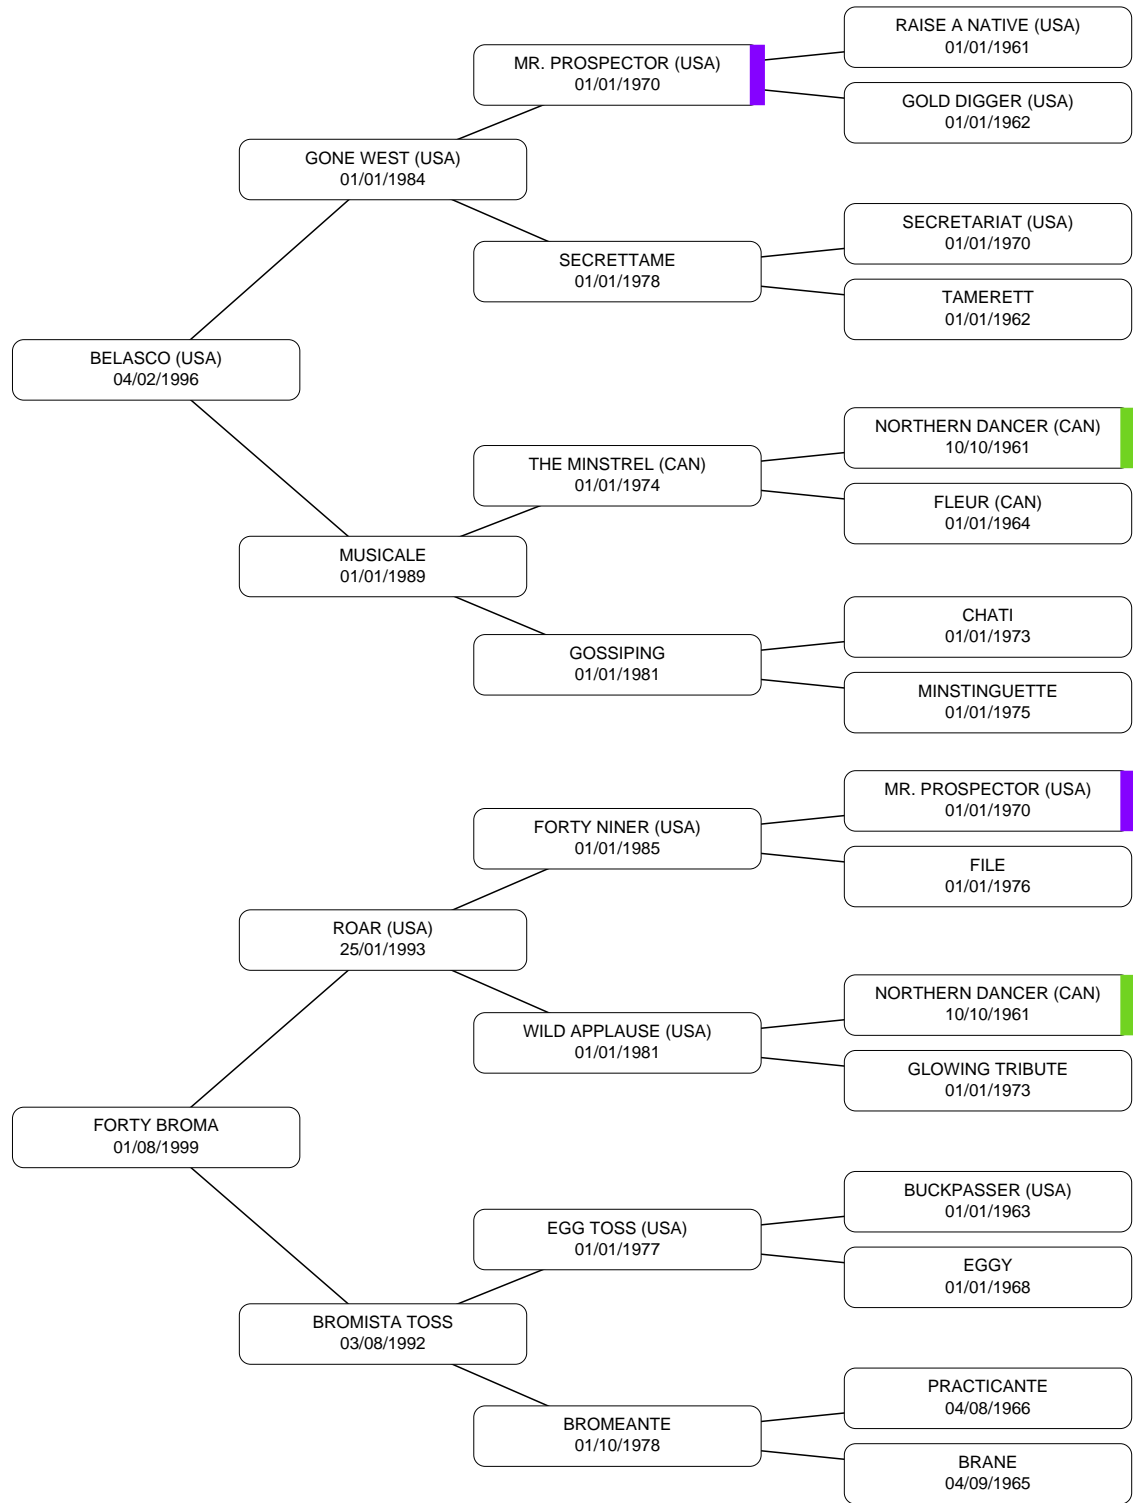 RAISE A NATIVE (USA)
01/01/1961
MR. PROSPECTOR (USA)
01/01/1970
GOLD DIGGER (USA)
01/01/1962
GONE WEST (USA)
01/01/1984
SECRETARIAT (USA)
01/01/1970
SECRETTAME
01/01/1978
TAMERETT
01/01/1962
BELASCO (USA)
04/02/1996
NORTHERN DANCER (CAN)
10/10/1961
THE MINSTREL (CAN)
01/01/1974
FLEUR (CAN)
01/01/1964
MUSICALE
01/01/1989
CHATI
01/01/1973
GOSSIPING
01/01/1981
MINSTINGUETTE
01/01/1975
MR. PROSPECTOR (USA)
01/01/1970
FORTY NINER (USA)
01/01/1985
FILE
01/01/1976
ROAR (USA)
25/01/1993
NORTHERN DANCER (CAN)
10/10/1961
WILD APPLAUSE (USA)
01/01/1981
GLOWING TRIBUTE
01/01/1973
FORTY BROMA
01/08/1999
BUCKPASSER (USA)
01/01/1963
EGG TOSS (USA)
01/01/1977
EGGY
01/01/1968
BROMISTA TOSS
03/08/1992
PRACTICANTE
04/08/1966
BROMEANTE
01/10/1978
BRANE
04/09/1965